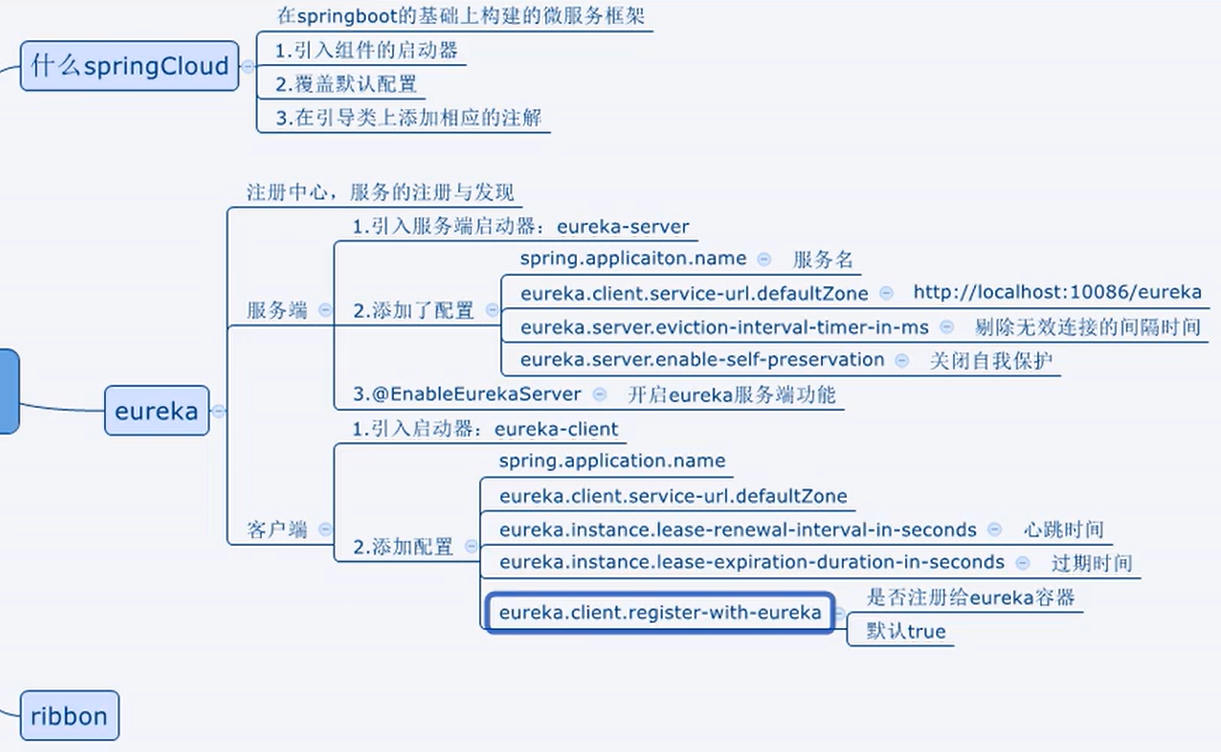 在springboot的基础上构建的微服务框架
什么springCloud
1.引入组件的启动器
2.覆盖默认配置
3.在引导类上添加相应的注解
注册中心，服务的注册与发现
1.引入服务端启动器：eureka-server
spring.applicaiton.name 服务名
eureka.client.service-url.defaultZone http://localhost:10086/eureka
服务端 2.添加了配置
eureka.server.eviction-interval-timer-in-ms 剔除无效连接的间隔时间
eureka.server.enable-self-preservation 关闭自我保护
3.@EnableEurekaServer 开启eureka服务端功能
eureka
1.引入启动器：eureka-client
spring.application.name
eureka.client.service-url.defaultZone
客户端
eureka.instance.lease-renewal-interval-in-seconds 心跳时间
2.添加配置
eureka.instance.lease-expiration-duration-in-seconds 过期时间
eureka.client.register-with-eureka
是否注册给eureka容器
默认true
ribbon